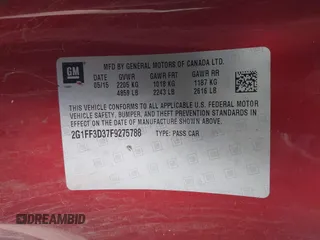 GM
MFD BY GENERAL MOTORS OF CANADA LTD.
DATE GVWR GAWR FRT GAWR RR
05/15 2205 KG 1018 KG 1187 KG
4859 LB 2243 LB 2616 LB
THIS VEHICLE CONFORMS TO ALL APPLICABLE U.S. FEDERAL MOTOR
VEHICLE SAFETY, BUMPER, AND THEFT PREVENTION STANDARDS IN
EFFECT ON THE DATE OF MANUFACTURE SHOWN ABOVE.
2G1FF3D37F9275788 TYPE: PASS CAR
DREAMBID